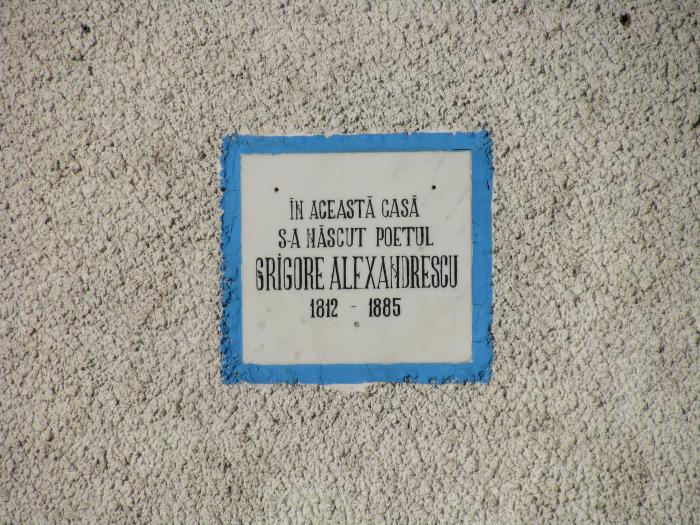 ÎN ACEASTĂ CASĂ
S-A NĂSCUT POETUL
GRIGORE ALEXANDRESCU
1812 - 1885